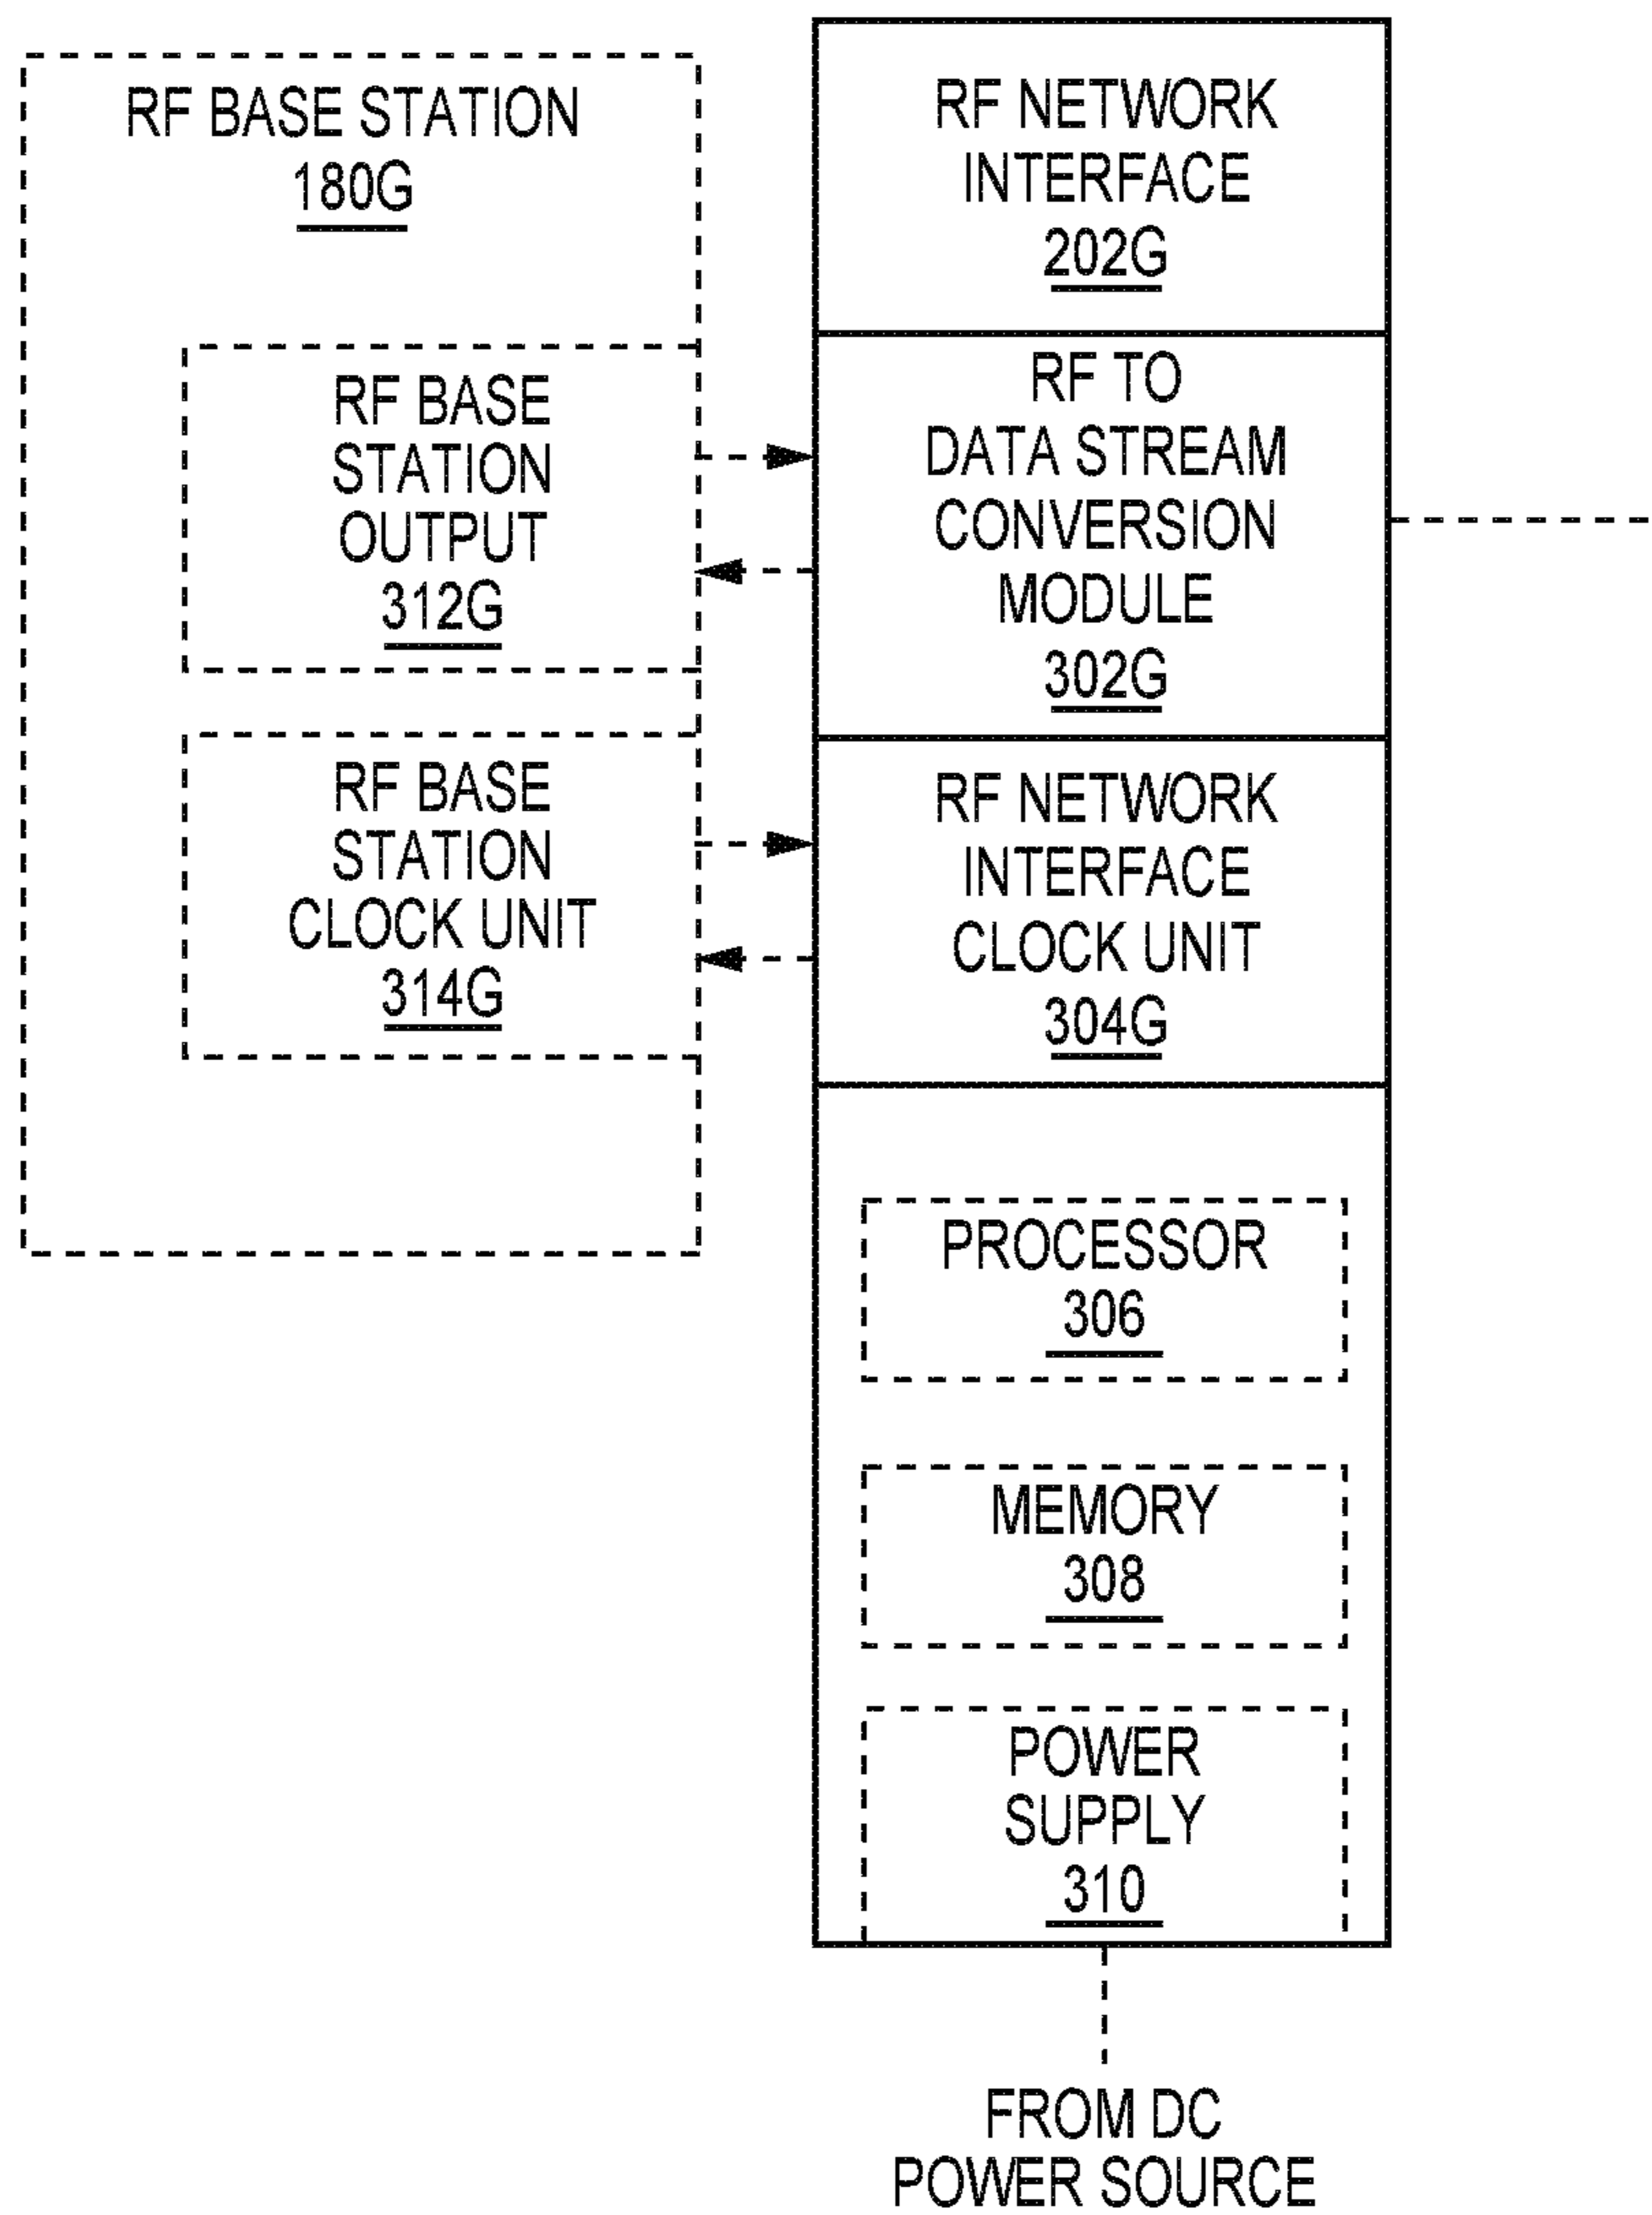 RF BASE STATION
180G
RF BASE
STATION
OUTPUT
312G
RF BASE
STATION
CLOCK UNIT
314G
RF NETWORK
INTERFACE
202G
RF TO
DATA STREAM
CONVERSION
MODULE
302G
RF NETWORK
INTERFACE
CLOCK UNIT
304G
PROCESSOR
306
MEMORY
308
POWER
SUPPLY
310
FROM DC
POWER SOURCE